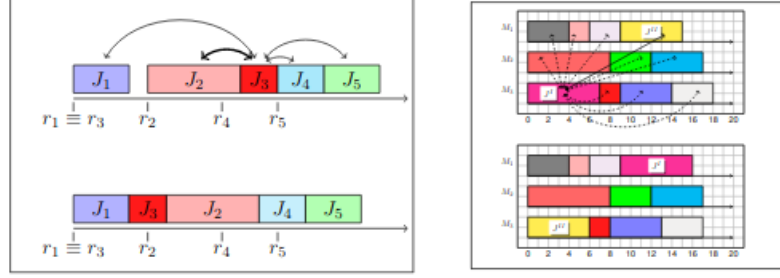 J₁ J₂ J₃ J₄ J₅
r₁ ≡ r₃ r₂ r₄ r₅
J₁ J₃ J₂ J₄ J₅
r₁ ≡ r₃ r₂ r₄ r₅
M₁ J^{II}
M₂
M₃ J^{I}
0 2 4 6 8 10 12 14 16 18 20
M₁ J^{I}
M₂
M₃ J^{II}
0 2 4 6 8 10 12 14 16 18 20